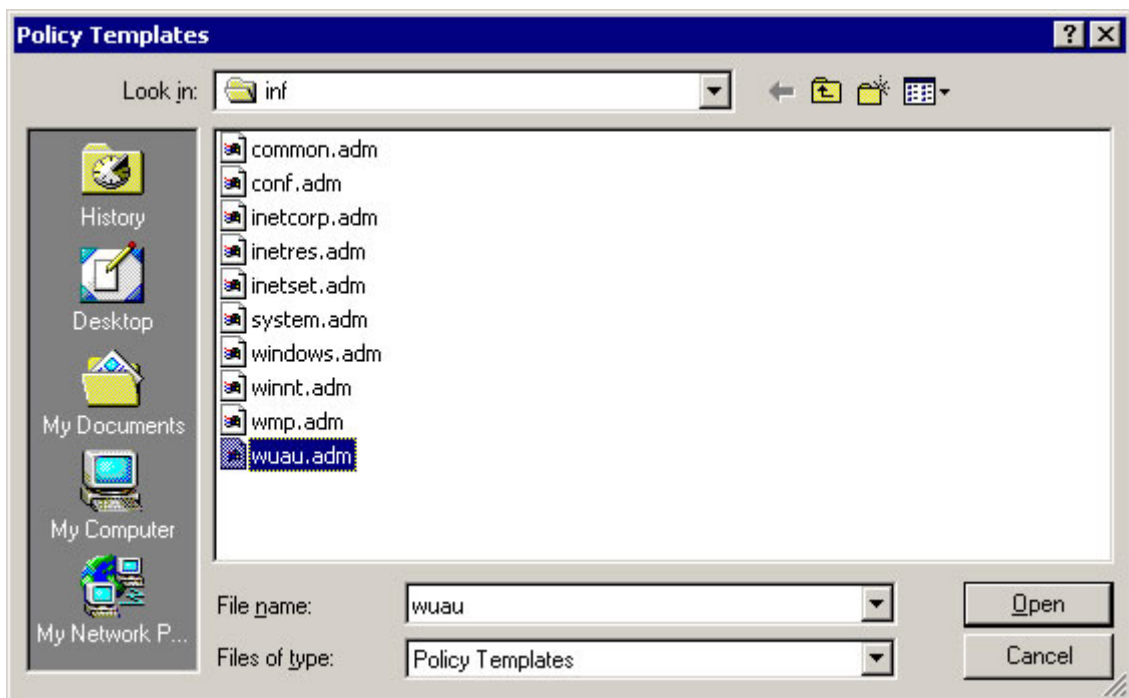 Policy Templates
Look in: inf
History
Desktop
My Documents
My Computer
My Network P...
common.adm
conf.adm
inetcorp.adm
inetres.adm
inetset.adm
system.adm
windows.adm
winnt.adm
wmp.adm
wuau.adm
File name: wuau Open
Files of type: Policy Templates Cancel